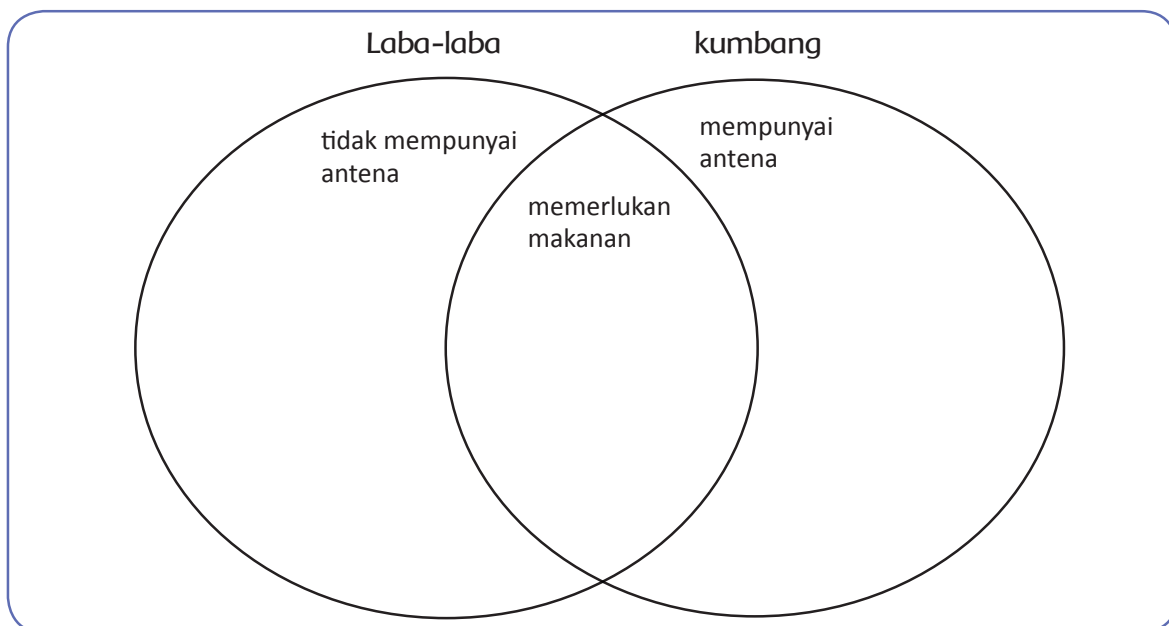 Laba-laba
kumbang
tidak mempunyai
antena
memerlukan
makanan
mempunyai
antena